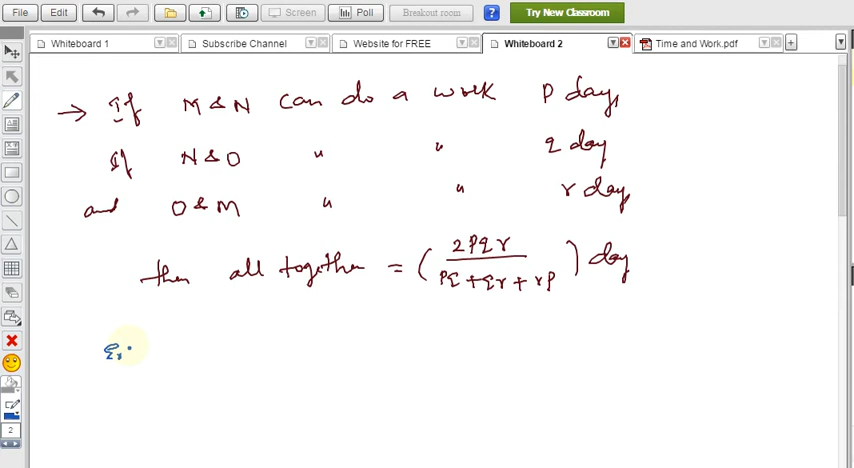 File Edit Screen Poll Breakout room ? Try New Classroom
Whiteboard 1 Subscribe Channel Website for FREE Whiteboard 2 Time and Work.pdf
→ If M & N can do a work p days
If N & O " " q day
and O & M " " r day
then all together = ( 2pqr / pq + qr + rp ) day
2